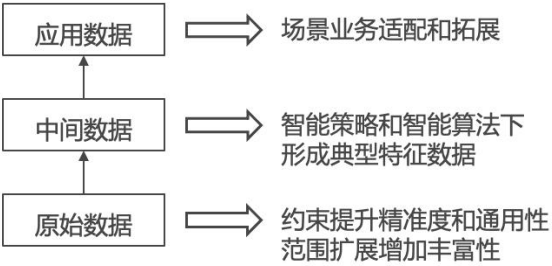 应用数据
场景业务适配和拓展
中间数据
智能策略和智能算法下
形成典型特征数据
原始数据
约束提升精准度和通用性
范围扩展增加丰富性